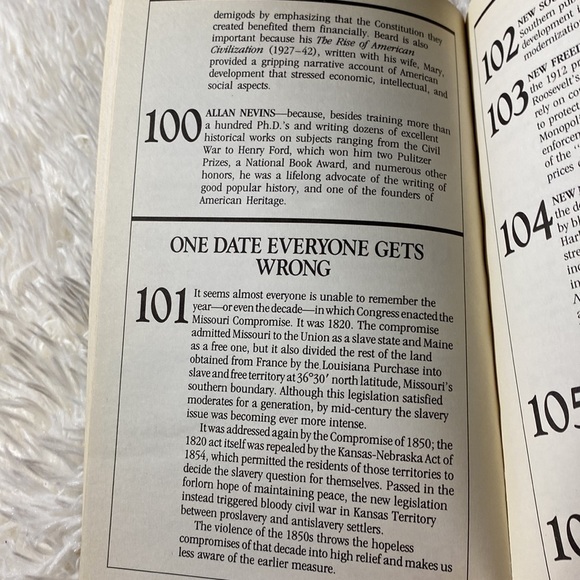 demigods by emphasizing that the Constitution they
created benefited them financially. Beard is also
important because his The Rise of American
Civilization (1927–42), written with his wife, Mary,
provided a gripping narrative account of American
development that stressed economic, intellectual, and
social aspects.
100 ALLAN NEVINS—because, besides training more than
a hundred Ph.D.'s and writing dozens of excellent
historical works on subjects ranging from the Civil
War to Henry Ford, which won him two Pulitzer
Prizes, a National Book Award, and numerous other
honors, he was a lifelong advocate of the writing of
good popular history, and one of the founders of
American Heritage.
ONE DATE EVERYONE GETS
WRONG
101 It seems almost everyone is unable to remember the
year—or even the decade—in which Congress enacted the
Missouri Compromise. It was 1820. The compromise
admitted Missouri to the Union as a slave state and Maine
as a free one, but it also divided the rest of the land
obtained from France by the Louisiana Purchase into
slave and free territory at 36°30′ north latitude, Missouri's
southern boundary. Although this legislation satisfied
moderates for a generation, by mid-century the slavery
issue was becoming ever more intense.
It was addressed again by the Compromise of 1850; the
1820 act itself was repealed by the Kansas-Nebraska Act of
1854, which permitted the residents of those territories to
decide the slavery question for themselves. Passed in the
forlorn hope of maintaining peace, the new legislation
instead triggered bloody civil war in Kansas Territory
between proslavery and antislavery settlers.
The violence of the 1850s throws the hopeless
compromises of that decade into high relief and makes us
less aware of the earlier measure.
102 NEW
Southern
development
modernization
103 NEW
the 1912
Roosevelt's
rely on
to protect
Monopol
enforce
of the
prices
104 NEW
the
by
105